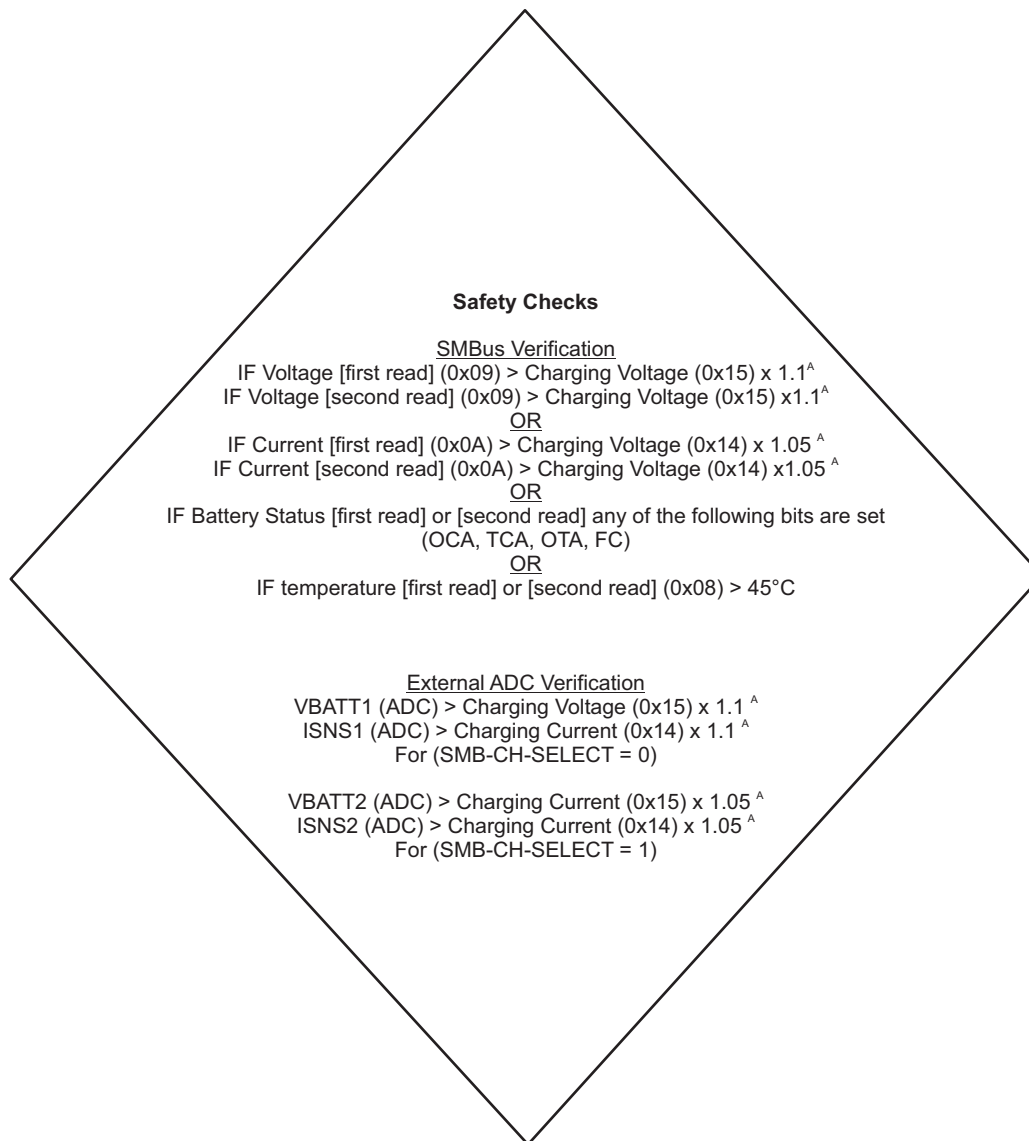 Safety Checks
SMBus Verification
IF Voltage [first read] (0x09) > Charging Voltage (0x15) x 1.1ᴬ
IF Voltage [second read] (0x09) > Charging Voltage (0x15) x1.1ᴬ
OR
IF Current [first read] (0x0A) > Charging Voltage (0x14) x 1.05 ᴬ
IF Current [second read] (0x0A) > Charging Voltage (0x14) x1.05 ᴬ
OR
IF Battery Status [first read] or [second read] any of the following bits are set
(OCA, TCA, OTA, FC)
OR
IF temperature [first read] or [second read] (0x08) > 45°C
External ADC Verification
VBATT1 (ADC) > Charging Voltage (0x15) x 1.1 ᴬ
ISNS1 (ADC) > Charging Current (0x14) x 1.1 ᴬ
For (SMB-CH-SELECT = 0)
VBATT2 (ADC) > Charging Current (0x15) x 1.05 ᴬ
ISNS2 (ADC) > Charging Current (0x14) x 1.05 ᴬ
For (SMB-CH-SELECT = 1)